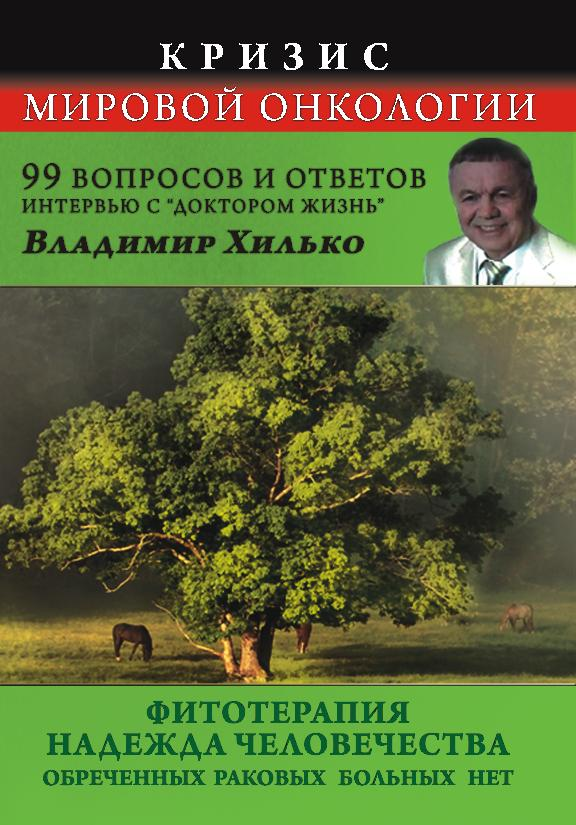 КРИЗИС
МИРОВОЙ ОНКОЛОГИИ
99 ВОПРОСОВ И ОТВЕТОВ
ИНТЕРВЬЮ С "ДОКТОРОМ ЖИЗНЬ"
ВЛАДИМИР ХИЛЬКО
ФИТОТЕРАПИЯ
НАДЕЖДА ЧЕЛОВЕЧЕСТВА
ОБРЕЧЕННЫХ РАКОВЫХ БОЛЬНЫХ НЕТ